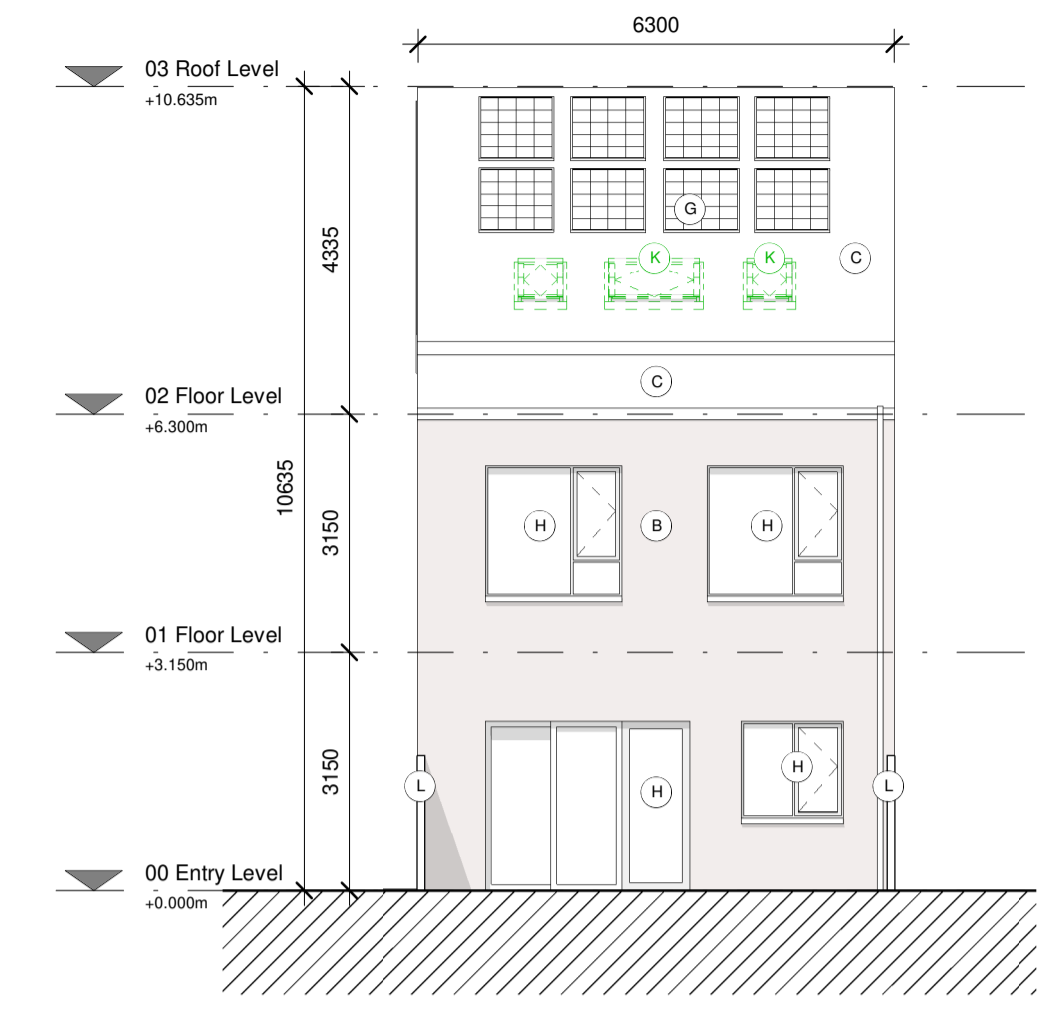 6300
03 Roof Level
+10.635m
G
K
K
C
4335
C
02 Floor Level
+6.300m
10635
3150
H
B
H
01 Floor Level
+3.150m
3150
L
H
H
L
00 Entry Level
+0.000m